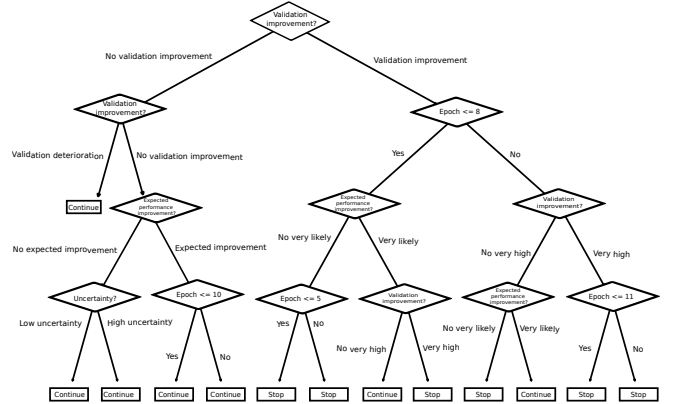 Validation
improvement?
No validation improvement
Validation improvement
Validation
improvement?
Epoch <= 8
Validation deterioration
No validation improvement
Yes
No
Continue
Expected
performance
improvement?
Expected
performance
improvement?
Validation
improvement?
No expected improvement
Expected improvement
No very likely
Very likely
No very high
Very high
Uncertainty?
Epoch <= 10
Epoch <= 5
Validation
improvement?
Expected
performance
improvement?
Epoch <= 11
Low uncertainty
High uncertainty
Yes
No
Yes
No
No very high
Very high
No very likely
Very likely
Yes
No
Continue
Continue
Continue
Continue
Stop
Stop
Continue
Stop
Stop
Continue
Stop
Stop